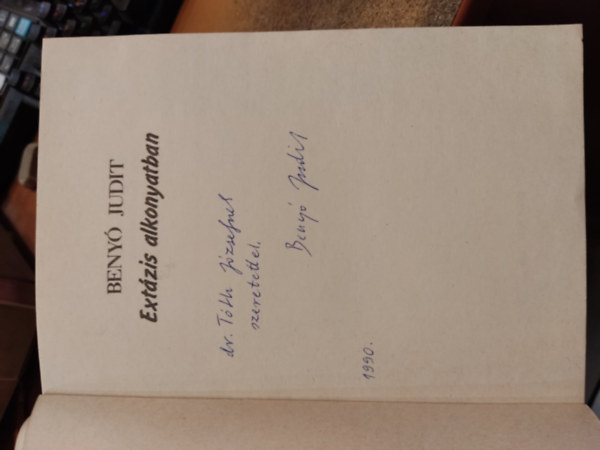 BENYÓ JUDIT
Extázis alkonyatban
dr. Tóth Józsefnek
szeretettel.
Benyó Judit
1990.